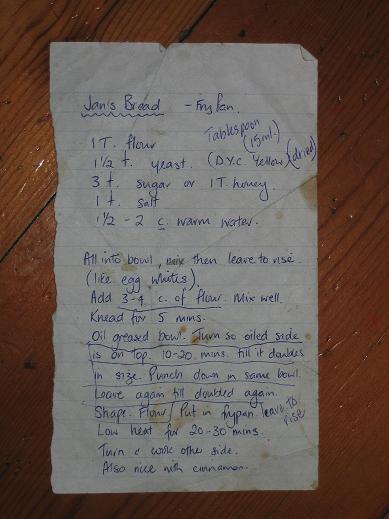 Jan's Bread - Fry Pan.
Tablespoon
(15ml.)
1 T. flour
1½ t. yeast. (D.Y.C Yellow) (dried)
3 t. sugar or 1T. honey.
1 t. salt
1½ - 2 c. warm water.
All into bowl, mix then leave to rise.
(like egg whites).
Add 3-4 c. of flour. Mix well.
Knead for 5 mins.
Oil greased bowl. Turn so oiled side
is on top. 10-20 mins. till it doubles
in size. Punch down in same bowl.
Leave again till doubled again.
Shape. Flour/Put in frypan leave to rise
Low heat for 20-30 mins.
Turn & cook other side.
Also nice with cinnamon.